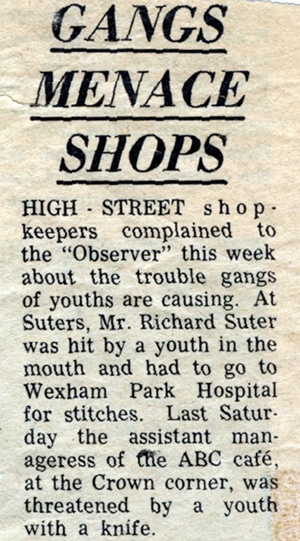 GANGS
MENACE
SHOPS
HIGH - STREET shop-
keepers complained to
the "Observer" this week
about the trouble gangs
of youths are causing. At
Suters, Mr. Richard Suter
was hit by a youth in the
mouth and had to go to
Wexham Park Hospital
for stitches. Last Satur-
day the assistant man-
ageress of the ABC café,
at the Crown corner, was
threatened by a youth
with a knife.